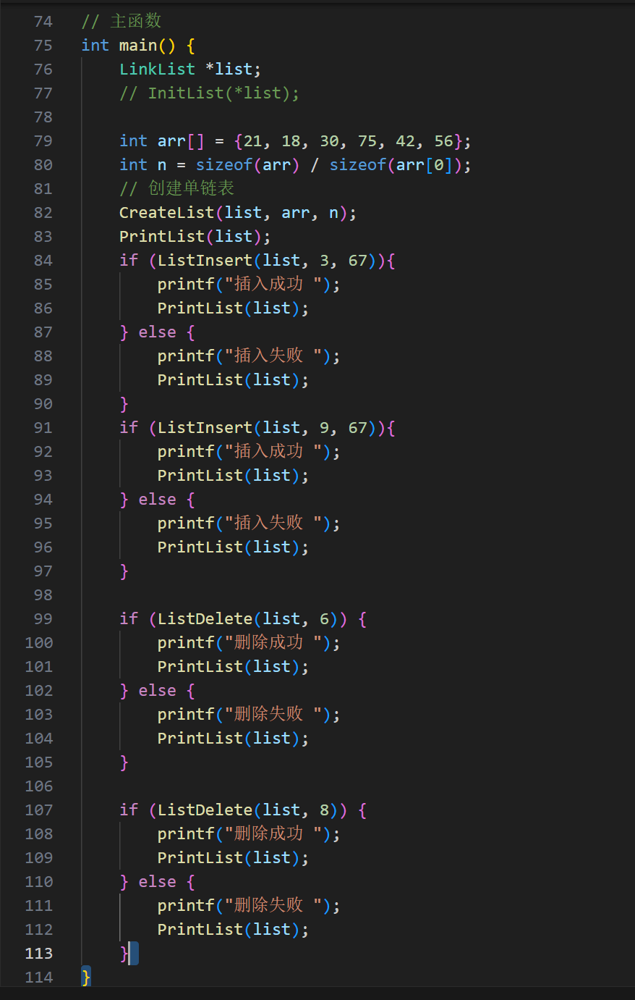 74 // 主函数
75 int main() {
76     LinkList *list;
77     // InitList(*list);
78
79     int arr[] = {21, 18, 30, 75, 42, 56};
80     int n = sizeof(arr) / sizeof(arr[0]);
81     // 创建单链表
82     CreateList(list, arr, n);
83     PrintList(list);
84     if (ListInsert(list, 3, 67)){
85         printf("插入成功 ");
86         PrintList(list);
87     } else {
88         printf("插入失败 ");
89         PrintList(list);
90     }
91     if (ListInsert(list, 9, 67)){
92         printf("插入成功 ");
93         PrintList(list);
94     } else {
95         printf("插入失败 ");
96         PrintList(list);
97     }
98
99     if (ListDelete(list, 6)) {
100         printf("删除成功 ");
101         PrintList(list);
102     } else {
103         printf("删除失败 ");
104         PrintList(list);
105     }
106
107     if (ListDelete(list, 8)) {
108         printf("删除成功 ");
109         PrintList(list);
110     } else {
111         printf("删除失败 ");
112         PrintList(list);
113     }
114 }